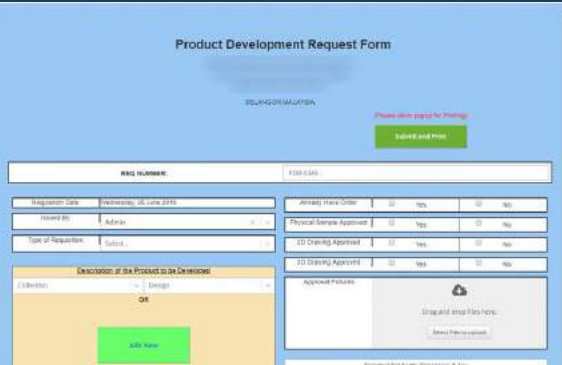 Product Development Request Form
SELANGOR MALAYSIA
(Please allow popup for Printing)
Submit and Print
REQ NUMBER:
Requisition Date
Wednesday, 26 June 2019
Issued By
Admin
Type of Requisition
Select...
Already Have Order
Yes
No
Physical Sample Approved
Yes
No
2D Drawing Approved
Yes
No
3D Drawing Approved
Yes
No
Description of the Product to be Developed
Collection
Design
OR
Add New
Approval Pictures
Drag and drop files here.
Select files to upload